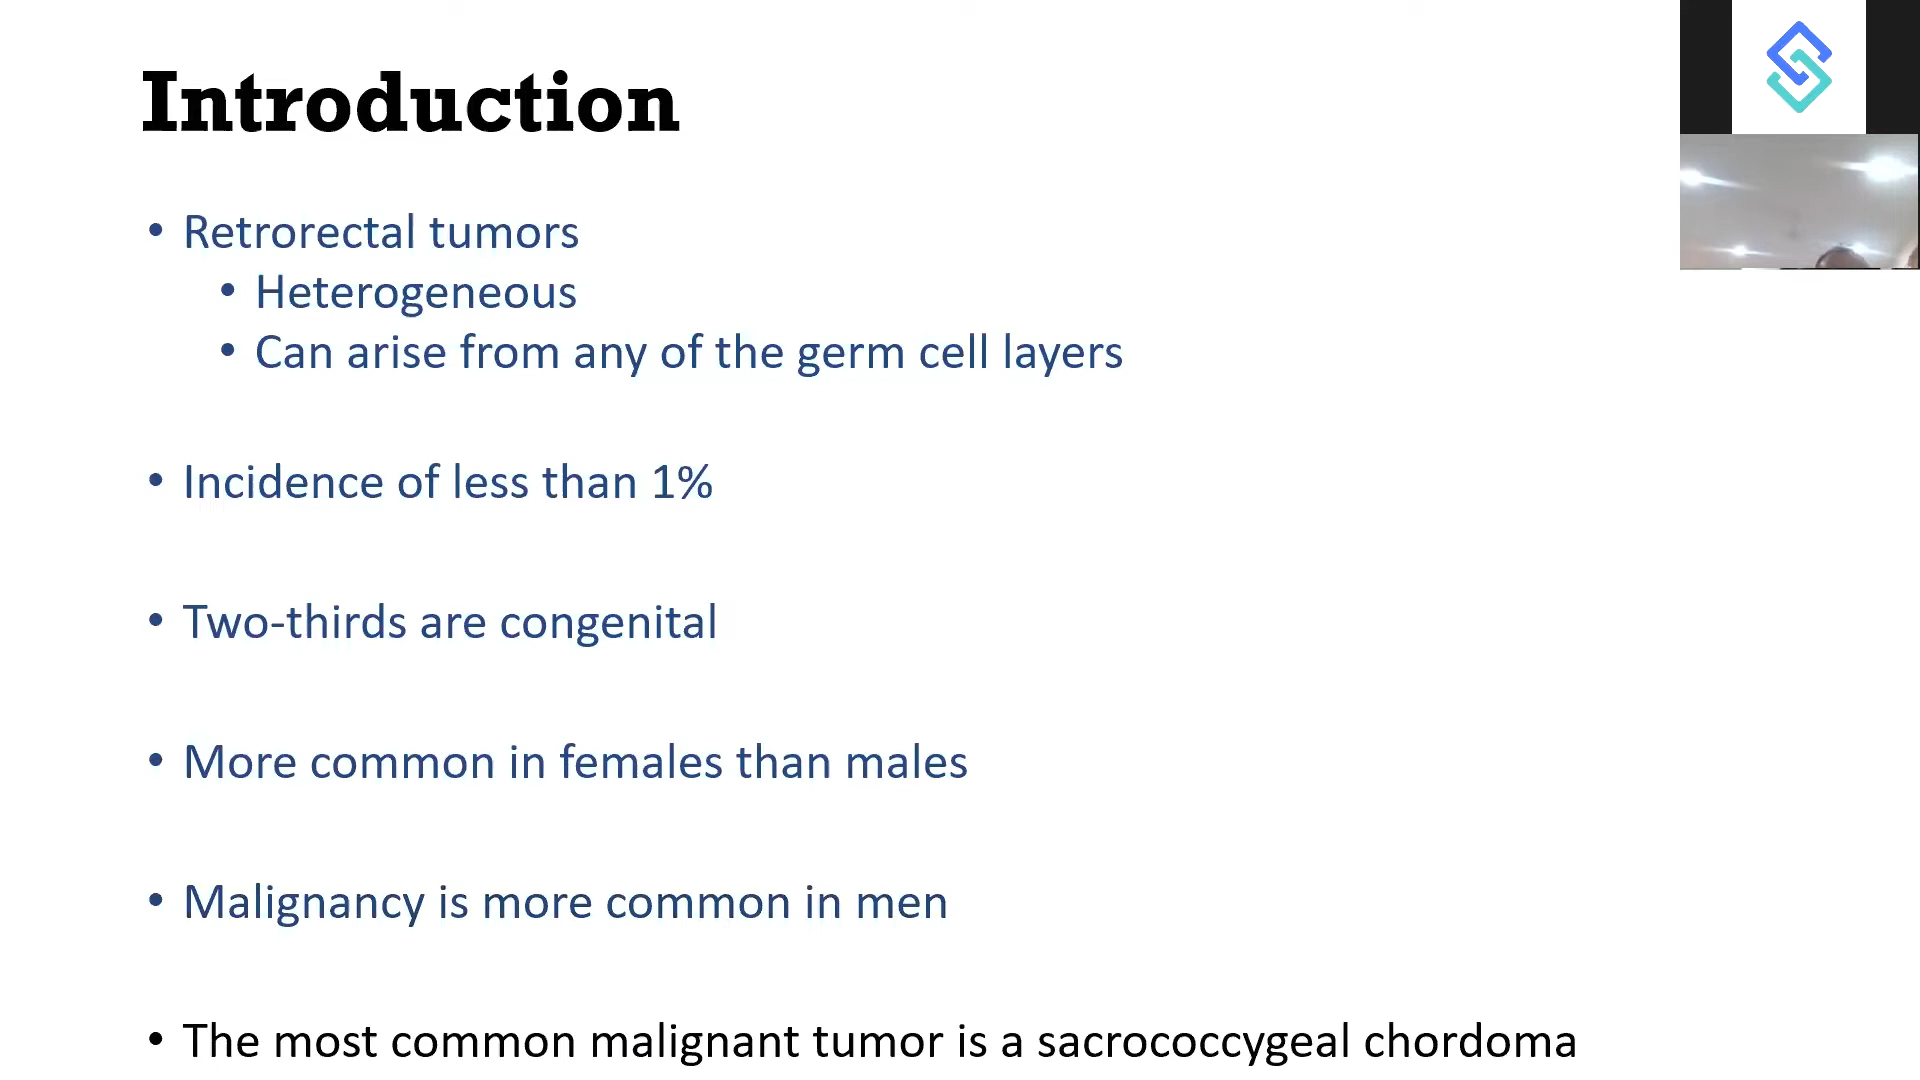 Introduction
• Retrorectal tumors
• Heterogeneous
• Can arise from any of the germ cell layers
• Incidence of less than 1%
• Two-thirds are congenital
• More common in females than males
• Malignancy is more common in men
• The most common malignant tumor is a sacrococcygeal chordoma